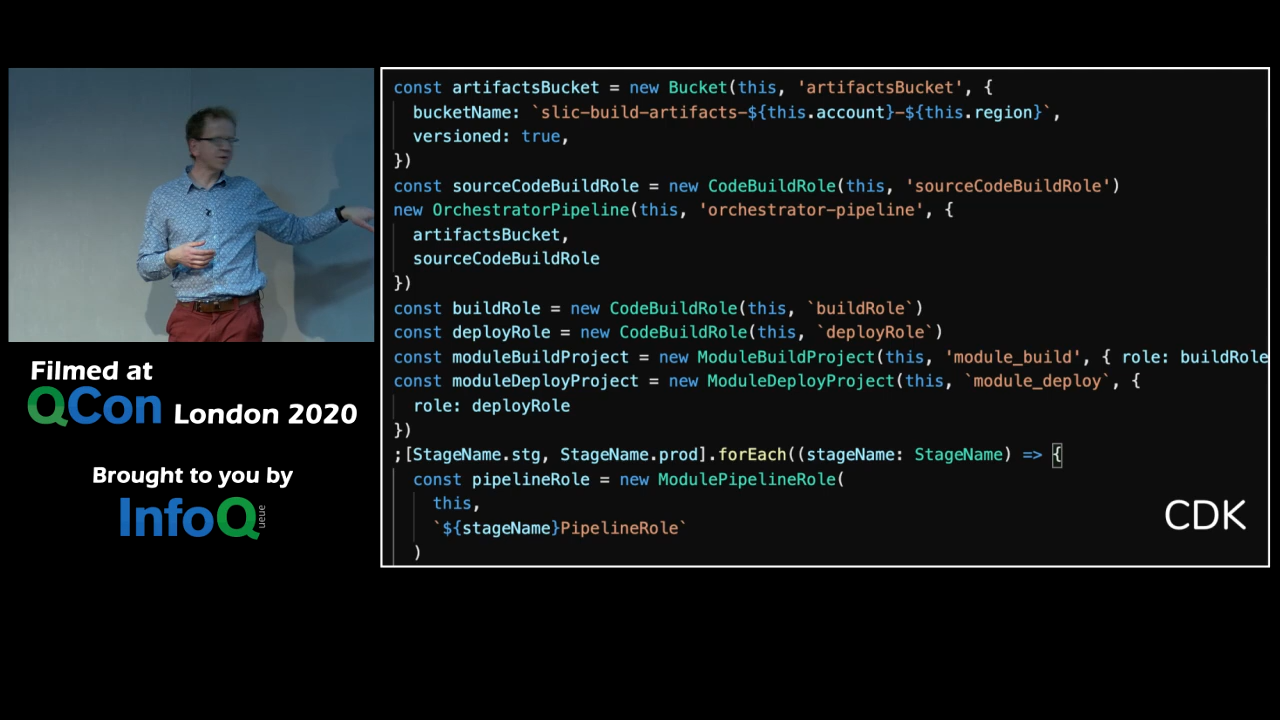 Filmed at
QCon London 2020
Brought to you by
InfoQ ueue
const artifactsBucket = new Bucket(this, 'artifactsBucket', {
bucketName: `slic-build-artifacts-${this.account}-${this.region}`,
versioned: true,
})
const sourceCodeBuildRole = new CodeBuildRole(this, 'sourceCodeBuildRole')
new OrchestratorPipeline(this, 'orchestrator-pipeline', {
artifactsBucket,
sourceCodeBuildRole
})
const buildRole = new CodeBuildRole(this, `buildRole`)
const deployRole = new CodeBuildRole(this, `deployRole`)
const moduleBuildProject = new ModuleBuildProject(this, 'module_build', { role: buildRole
const moduleDeployProject = new ModuleDeployProject(this, `module_deploy`, {
role: deployRole
})
;[StageName.stg, StageName.prod].forEach((stageName: StageName) => {
const pipelineRole = new ModulePipelineRole(
this,
`${stageName}PipelineRole`
)
CDK